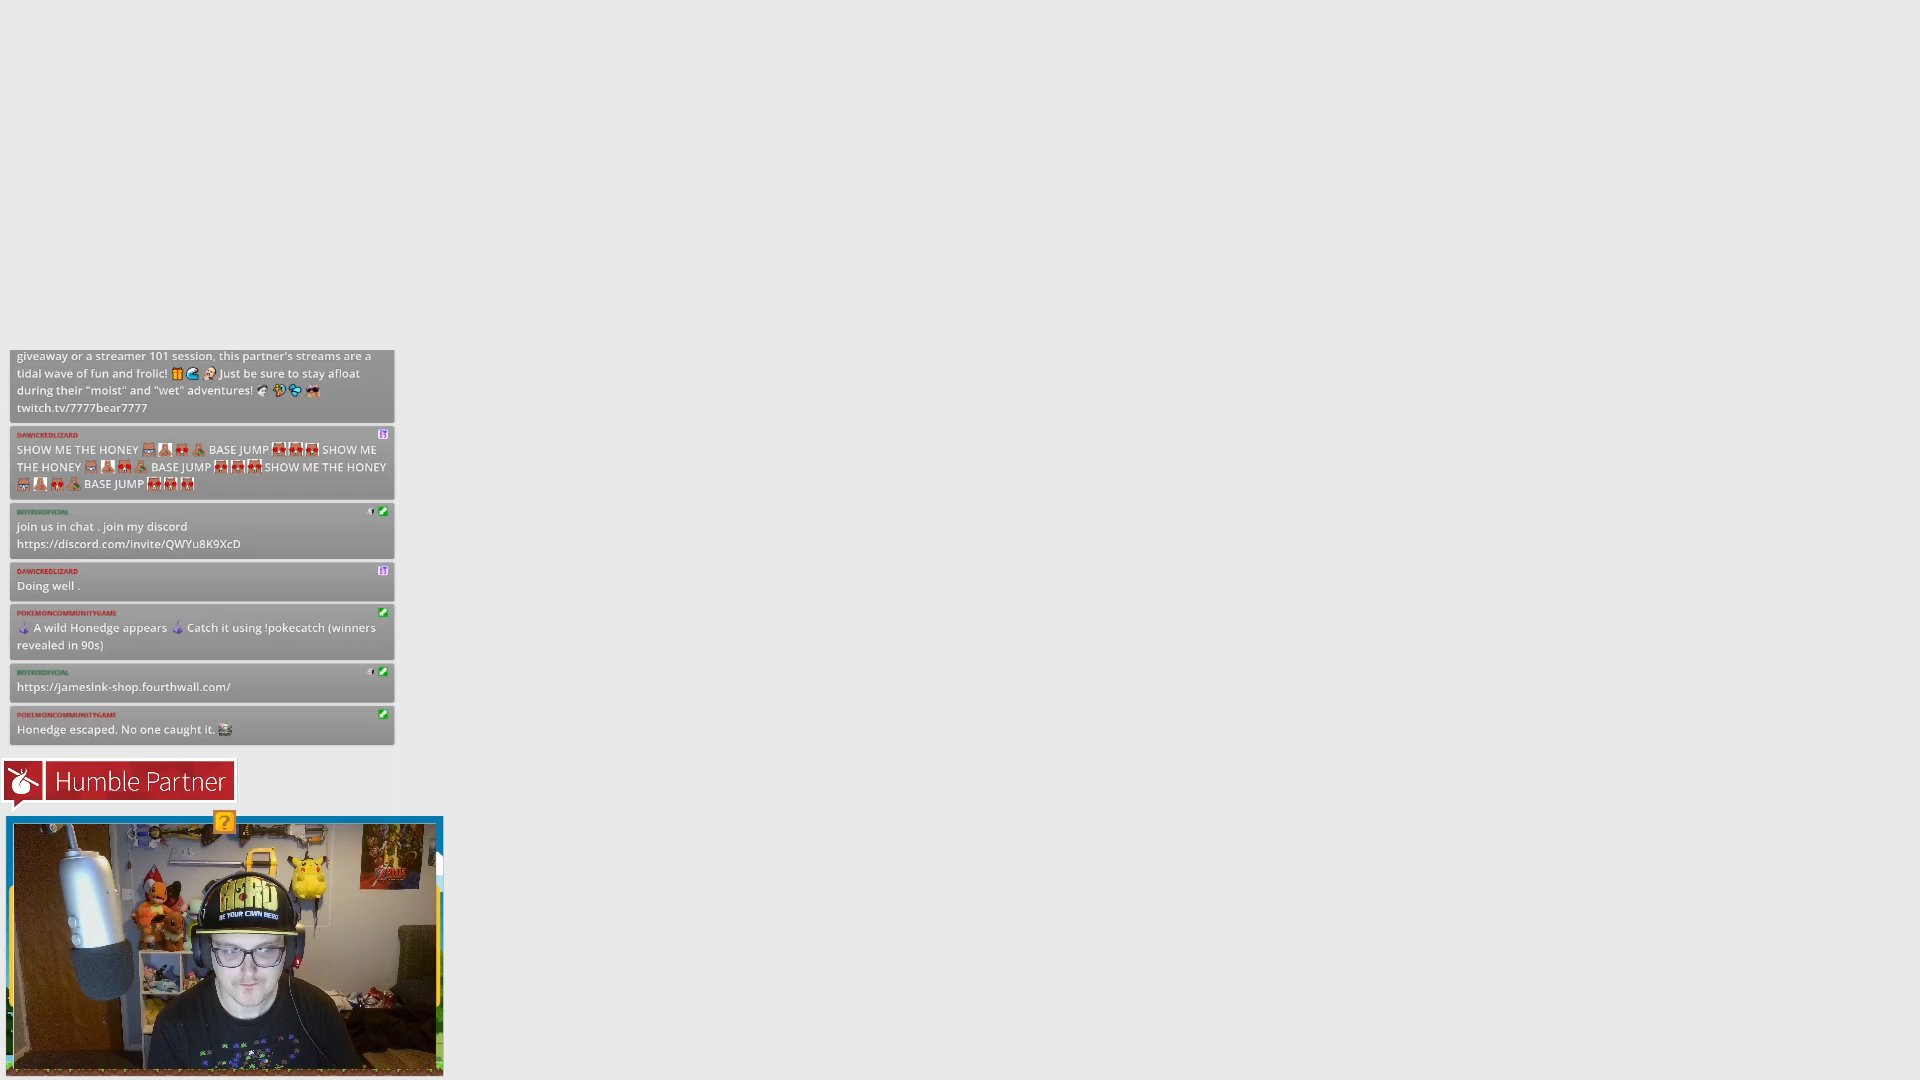 giveaway or a streamer 101 session, this partner's streams are a
tidal wave of fun and frolic! 🎁🌊 Just be sure to stay afloat
during their "moist" and "wet" adventures!
twitch.tv/7777bear7777
DAWICKEDLIZARD
SHOW ME THE HONEY BASE JUMP SHOW ME
THE HONEY BASE JUMP SHOW ME THE HONEY
BASE JUMP
BOTRIXOFICIAL
join us in chat . join my discord
https://discord.com/invite/QWYu8K9XcD
DAWICKEDLIZARD
Doing well .
POKEMONCOMMUNITYGAME
A wild Honedge appears Catch it using !pokecatch (winners
revealed in 90s)
BOTRIXOFICIAL
https://jameslnk-shop.fourthwall.com/
POKEMONCOMMUNITYGAME
Honedge escaped. No one caught it.
Humble Partner
?
HERO
BE YOUR OWN HERO